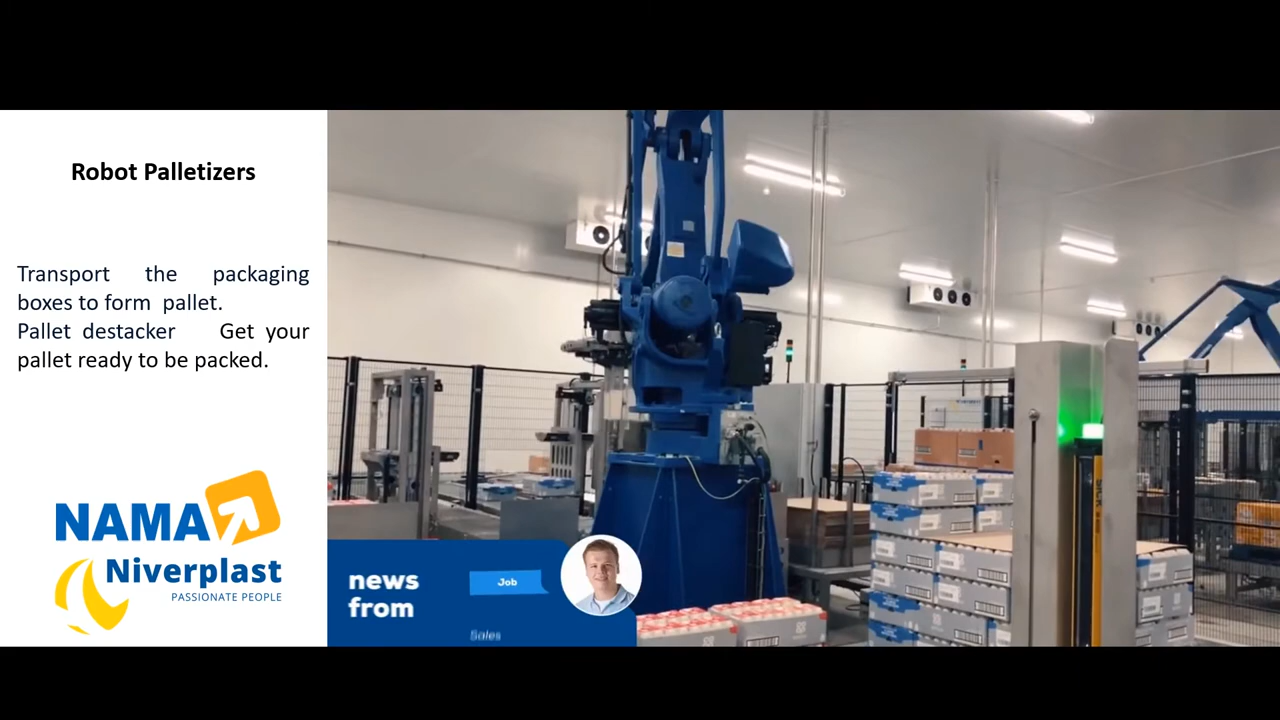 Robot Palletizers
Transport the packaging
boxes to form pallet.
Pallet destacker Get your
pallet ready to be packed.
NAMA
Niverplast
PASSIONATE PEOPLE
news
from
Job
Sales
SICK